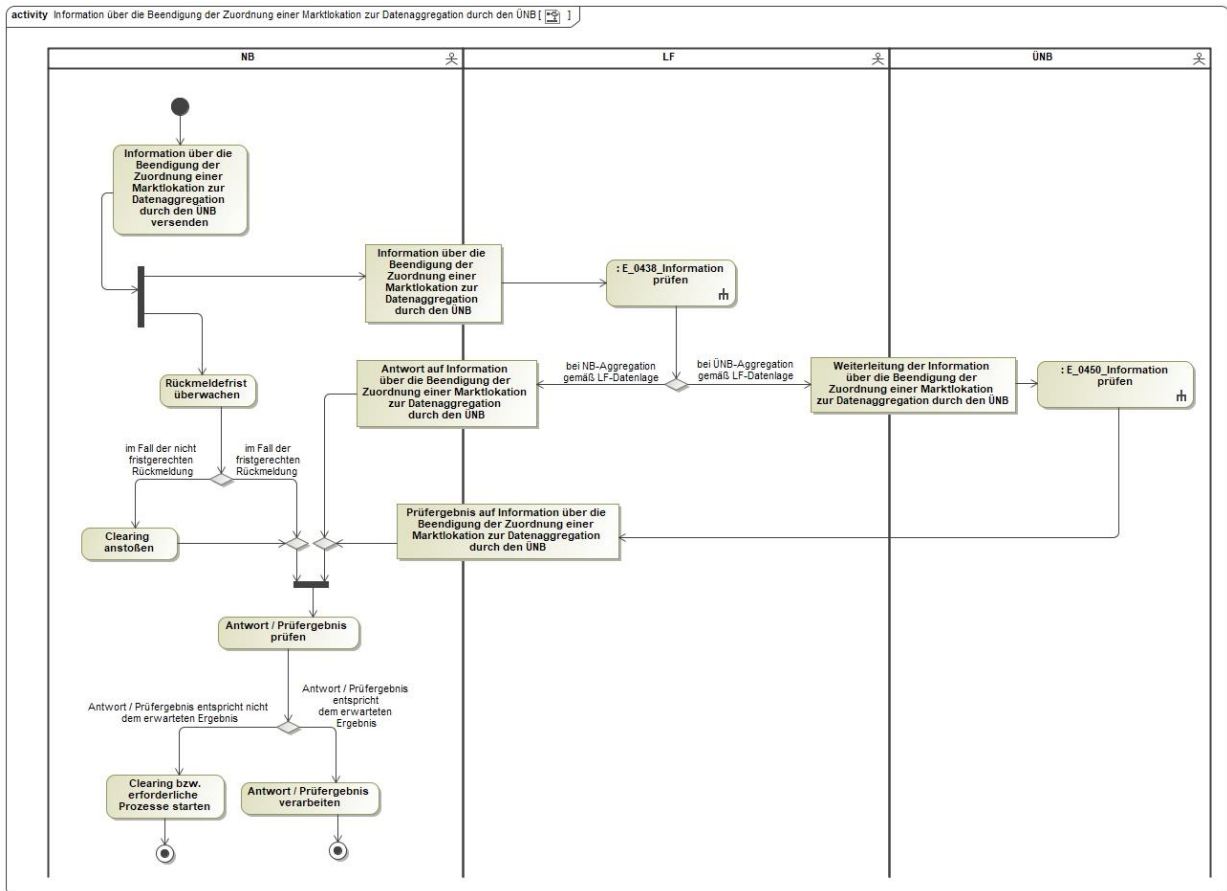 activity Information über die Beendigung der Zuordnung einer Marktlokation zur Datenaggregation durch den ÜNB [ ]
NB
LF
ÜNB
Information über die
Beendigung der
Zuordnung einer
Marktlokation zur
Datenaggregation
durch den ÜNB
versenden
Information über die
Beendigung der
Zuordnung einer
Marktlokation zur
Datenaggregation
durch den ÜNB
: E_0438_Information
prüfen
bei NB-Aggregation
gemäß LF-Datenlage
bei ÜNB-Aggregation
gemäß LF-Datenlage
Antwort auf Information
über die Beendigung der
Zuordnung einer Marktlokation
zur Datenaggregation
durch den ÜNB
Weiterleitung der Information
über die Beendigung der
Zuordnung einer Marktlokation
zur Datenaggregation durch den ÜNB
: E_0450_Information
prüfen
Rückmeldefrist
überwachen
im Fall der nicht
fristgerechten
Rückmeldung
im Fall der
fristgerechten
Rückmeldung
Clearing
anstoßen
Prüfergebnis auf Information über die
Beendigung der Zuordnung einer
Marktlokation zur Datenaggregation
durch den ÜNB
Antwort / Prüfergebnis
prüfen
Antwort / Prüfergebnis entspricht nicht
dem erwarteten Ergebnis
Antwort / Prüfergebnis
entspricht
dem erwarteten
Ergebnis
Clearing bzw.
erforderliche
Prozesse starten
Antwort / Prüfergebnis
verarbeiten